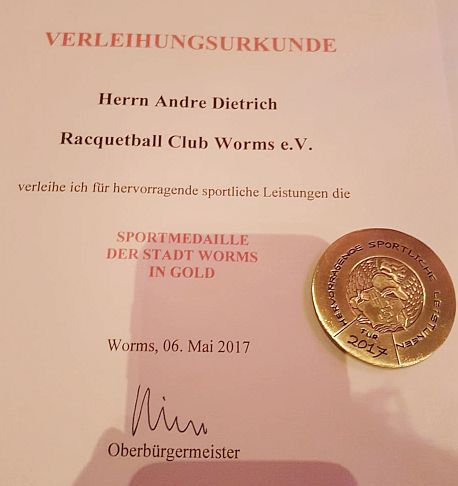 VERLEIHUNGSURKUNDE
Herrn Andre Dietrich
Racquetball Club Worms e.V.
verleihe ich für hervorragende sportliche Leistungen die
SPORTMEDAILLE
DER STADT WORMS
IN GOLD
HERVORRAGENDE SPORTLICHE LEISTUNGEN
FÜR
2017
Worms, 06. Mai 2017
Oberbürgermeister